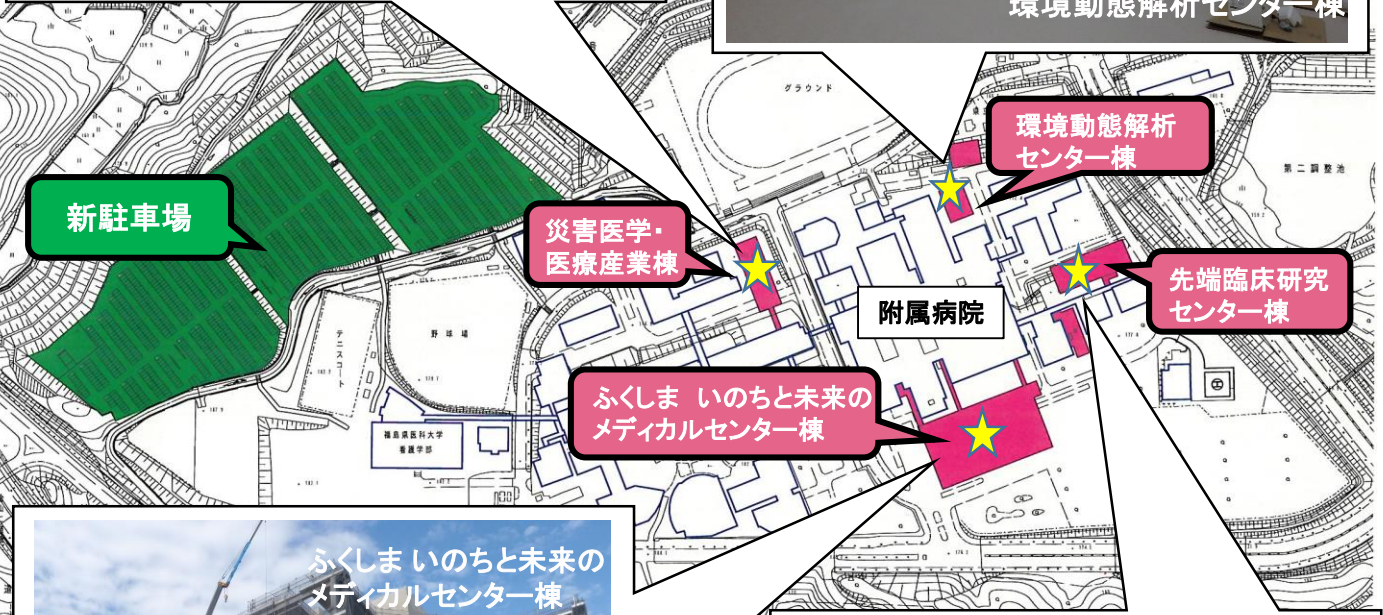 環境動態解析センター棟
グラウンド
環境動態解析
センター棟
第二調整池
新駐車場
災害医学・
医療産業棟
先端臨床研究
センター棟
附属病院
テニスコート
野球場
ふくしま いのちと未来の
メディカルセンター棟
福島県医科大学
看護学部
ふくしま いのちと未来の
メディカルセンター棟